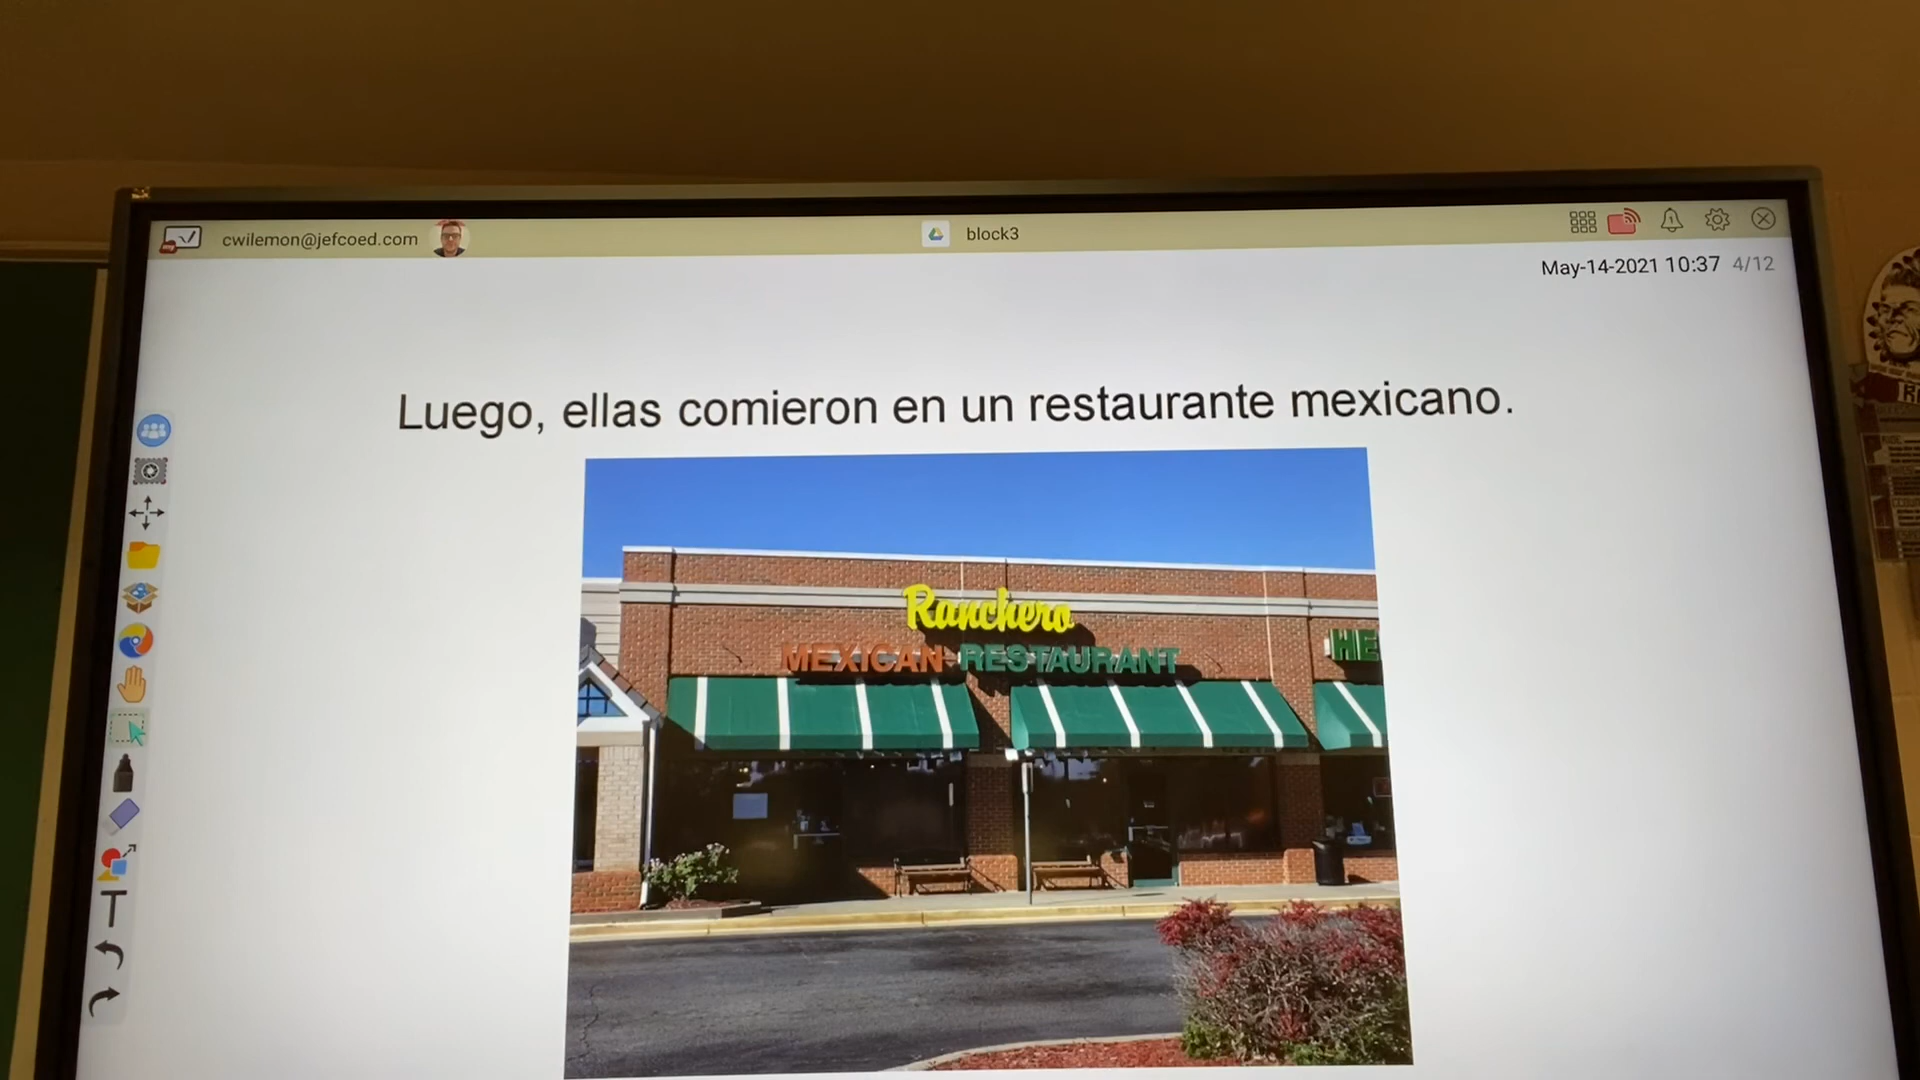 cwilemon@jefcoed.com
block3
May-14-2021 10:37 4/12
Luego, ellas comieron en un restaurante mexicano.
Ranchero
MEXICAN RESTAURANT